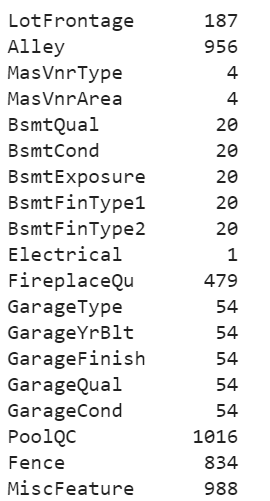 LotFrontage 187
Alley 956
MasVnrType 4
MasVnrArea 4
BsmtQual 20
BsmtCond 20
BsmtExposure 20
BsmtFinType1 20
BsmtFinType2 20
Electrical 1
FireplaceQu 479
GarageType 54
GarageYrBlt 54
GarageFinish 54
GarageQual 54
GarageCond 54
PoolQC 1016
Fence 834
MiscFeature 988